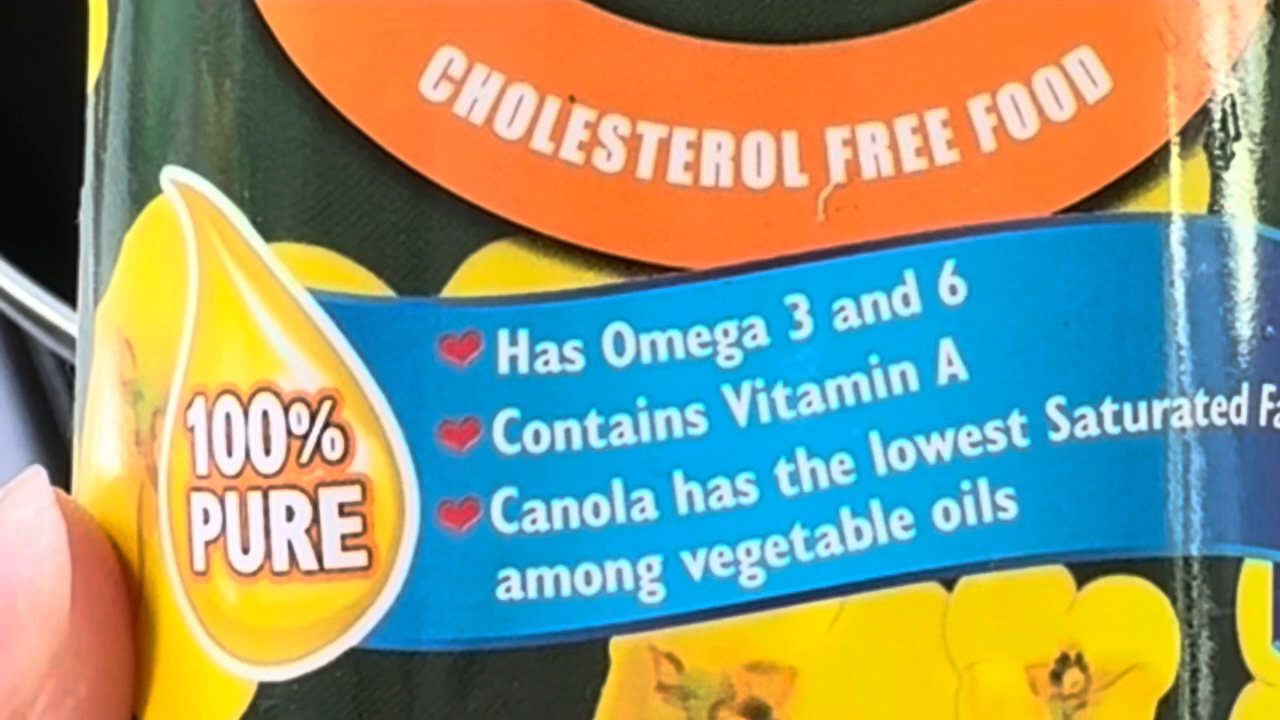 CHOLESTEROL FREE FOOD
Has Omega 3 and 6
Contains Vitamin A
Canola has the lowest Saturated
among vegetable oils
100%
PURE